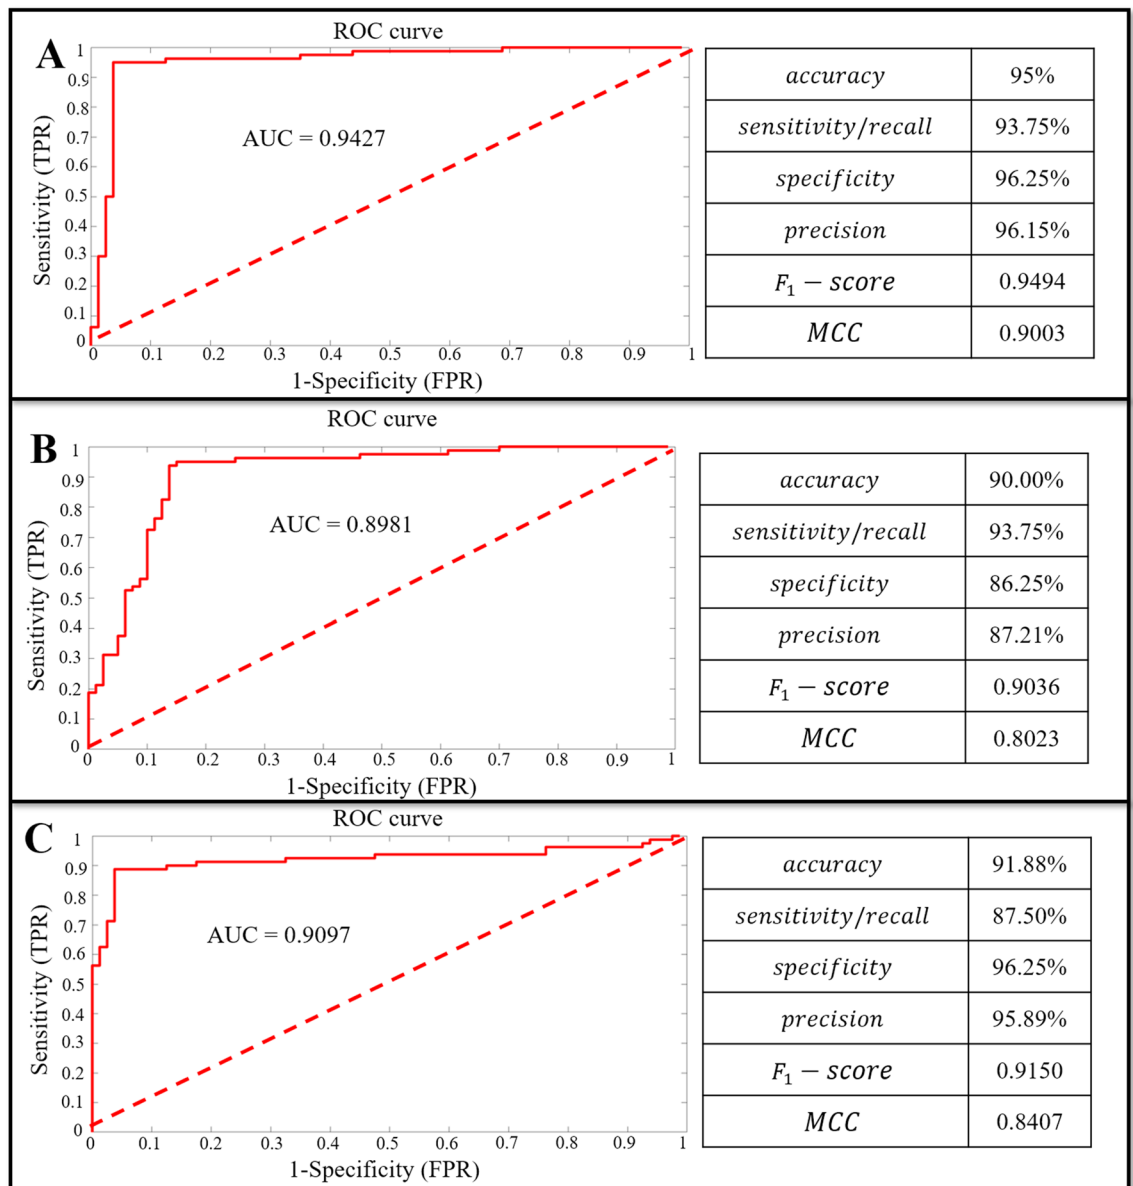 A
ROC curve
1
0.9
0.8
0.7
0.6
0.5
0.4
0.3
0.2
0.1
0
Sensitivity (TPR)
AUC = 0.9427
0 0.1 0.2 0.3 0.4 0.5 0.6 0.7 0.8 0.9 1
1-Specificity (FPR)
accuracy 95%
sensitivity/recall 93.75%
specificity 96.25%
precision 96.15%
F₁ − score 0.9494
MCC 0.9003
B
ROC curve
1
0.9
0.8
0.7
0.6
0.5
0.4
0.3
0.2
0.1
0
Sensitivity (TPR)
AUC = 0.8981
0 0.1 0.2 0.3 0.4 0.5 0.6 0.7 0.8 0.9 1
1-Specificity (FPR)
accuracy 90.00%
sensitivity/recall 93.75%
specificity 86.25%
precision 87.21%
F₁ − score 0.9036
MCC 0.8023
C
ROC curve
1
0.9
0.8
0.7
0.6
0.5
0.4
0.3
0.2
0.1
0
Sensitivity (TPR)
AUC = 0.9097
0 0.1 0.2 0.3 0.4 0.5 0.6 0.7 0.8 0.9 1
1-Specificity (FPR)
accuracy 91.88%
sensitivity/recall 87.50%
specificity 96.25%
precision 95.89%
F₁ − score 0.9150
MCC 0.8407